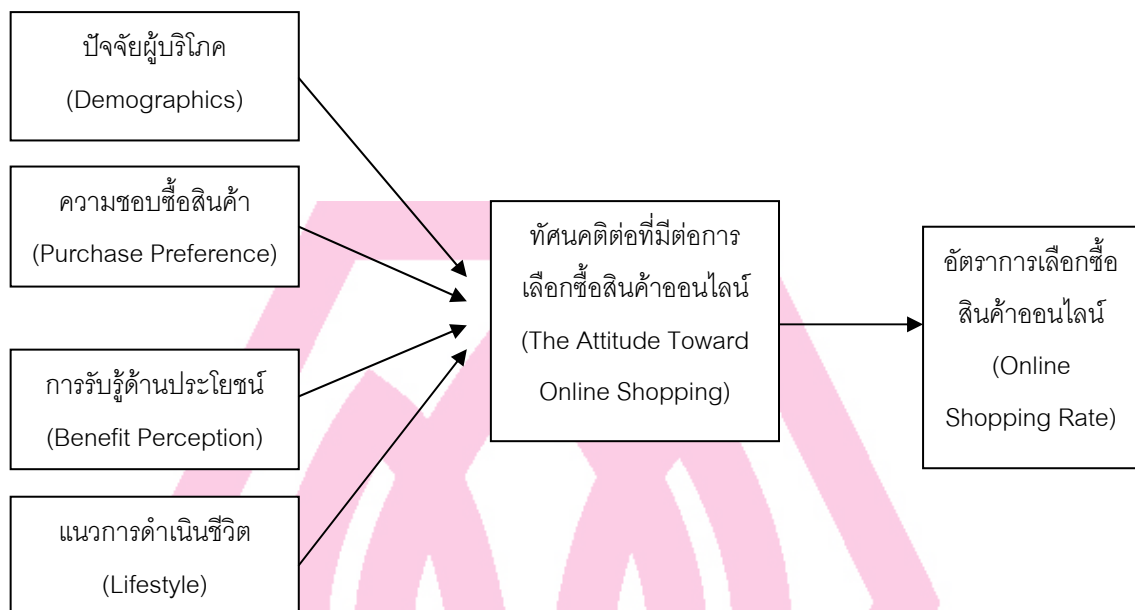 ปัจจัยผู้บริโภค
(Demographics)
ความชอบซื้อสินค้า
(Purchase Preference)
การรับรู้ด้านประโยชน์
(Benefit Perception)
แนวการดำเนินชีวิต
(Lifestyle)
ทัศนคติต่อที่มีต่อการ
เลือกซื้อสินค้าออนไลน์
(The Attitude Toward
Online Shopping)
อัตราการเลือกซื้อ
สินค้าออนไลน์
(Online
Shopping Rate)